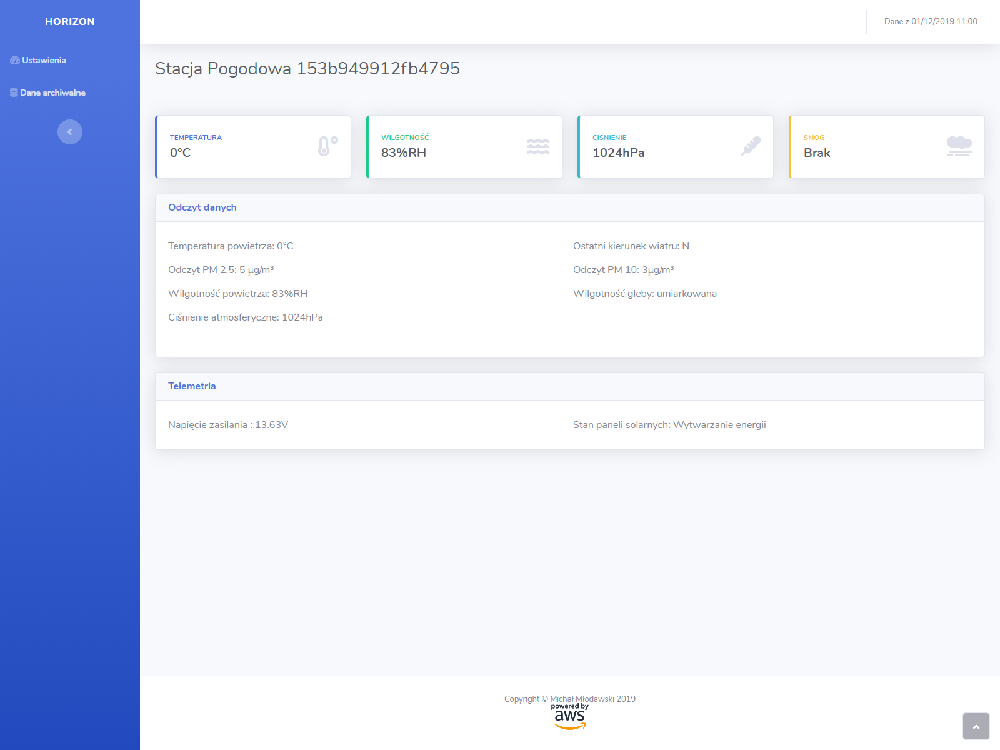 HORIZON
Ustawienia
Dane archiwalne
Dane z 01/12/2019 11:00
Stacja Pogodowa 153b949912fb4795
TEMPERATURA
0°C
WILGOTNOŚĆ
83%RH
CIŚNIENIE
1024hPa
SMOG
Brak
Odczyt danych
Temperatura powietrza: 0°C
Ostatni kierunek wiatru: N
Odczyt PM 2.5: 5 µg/m³
Odczyt PM 10: 3µg/m³
Wilgotność powietrza: 83%RH
Wilgotność gleby: umiarkowana
Ciśnienie atmosferyczne: 1024hPa
Telemetria
Napięcie zasilania : 13.63V
Stan paneli solarnych: Wytwarzanie energii
Copyright © Michał Młodawski 2019
powered by
aws